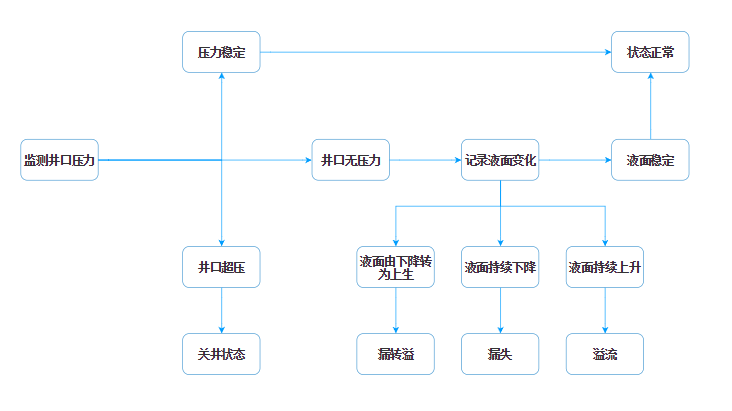 压力稳定
状态正常
监测井口压力
井口无压力
记录液面变化
液面稳定
井口超压
液面由下降转
为上生
液面持续下降
液面持续上升
关井状态
漏转溢
漏失
溢流